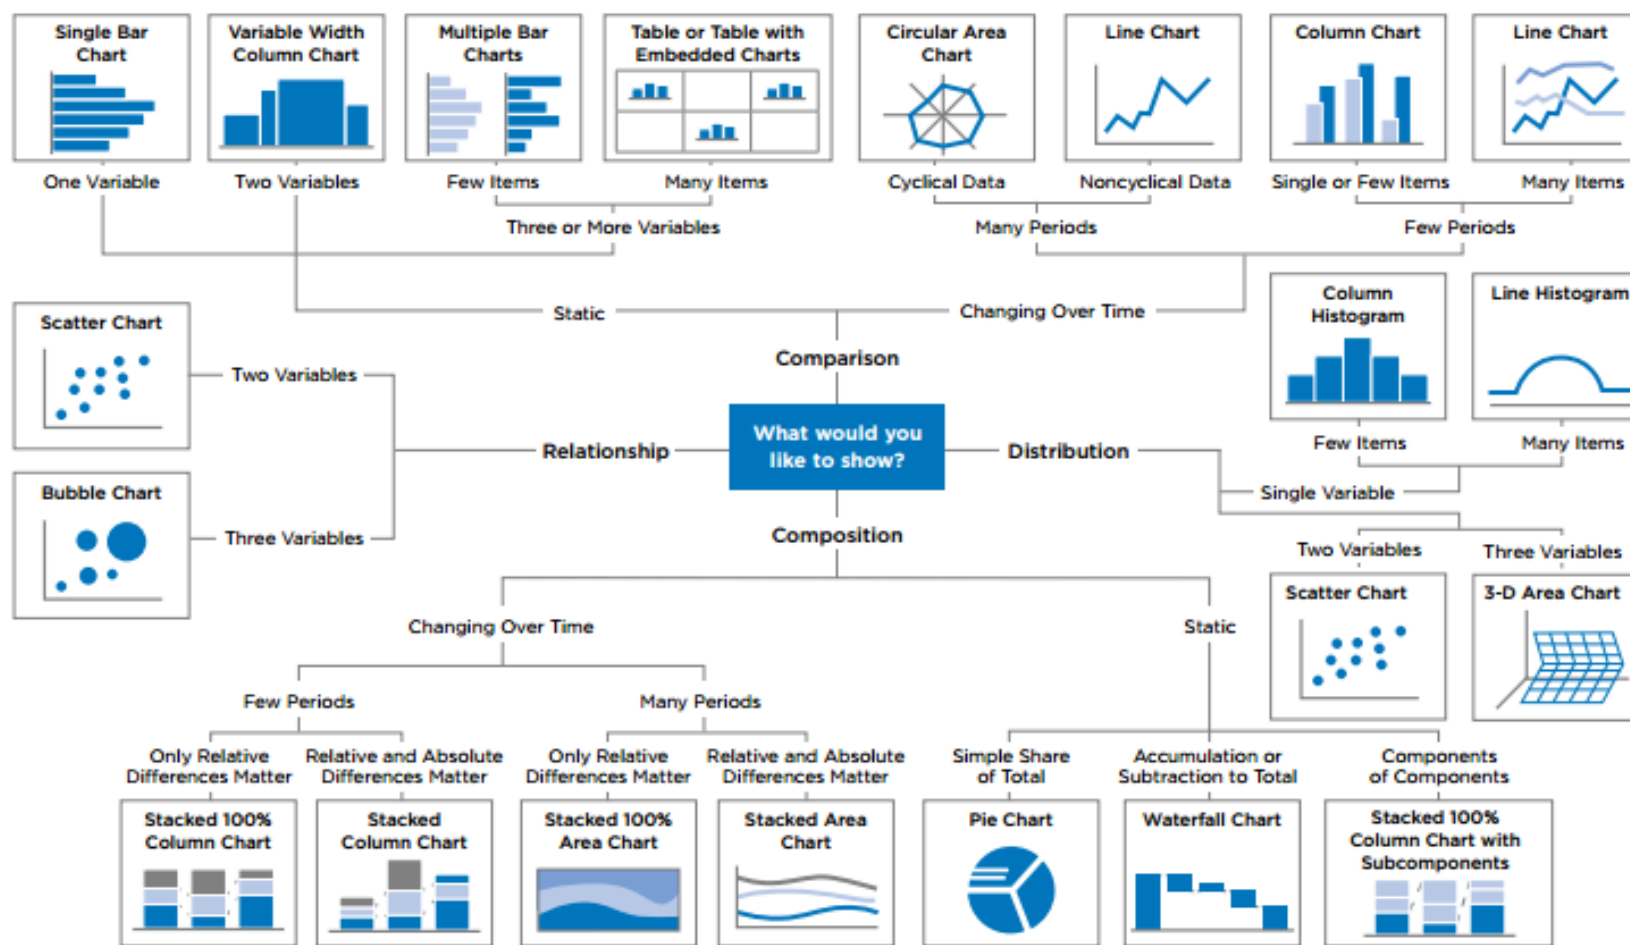 Single Bar
Chart
Variable Width
Column Chart
Multiple Bar
Charts
Table or Table with
Embedded Charts
Circular Area
Chart
Line Chart
Column Chart
Line Chart
One Variable
Two Variables
Few Items
Many Items
Cyclical Data
Noncyclical Data
Single or Few Items
Many Items
Three or More Variables
Many Periods
Few Periods
Static
Changing Over Time
Comparison
Scatter Chart
Two Variables
Bubble Chart
Three Variables
Relationship
What would you
like to show?
Distribution
Column
Histogram
Line Histogram
Few Items
Many Items
Single Variable
Two Variables
Three Variables
Scatter Chart
3-D Area Chart
Composition
Changing Over Time
Static
Few Periods
Many Periods
Only Relative
Differences Matter
Relative and Absolute
Differences Matter
Only Relative
Differences Matter
Relative and Absolute
Differences Matter
Simple Share
of Total
Accumulation or
Subtraction to Total
Components
of Components
Stacked 100%
Column Chart
Stacked
Column Chart
Stacked 100%
Area Chart
Stacked Area
Chart
Pie Chart
Waterfall Chart
Stacked 100%
Column Chart with
Subcomponents